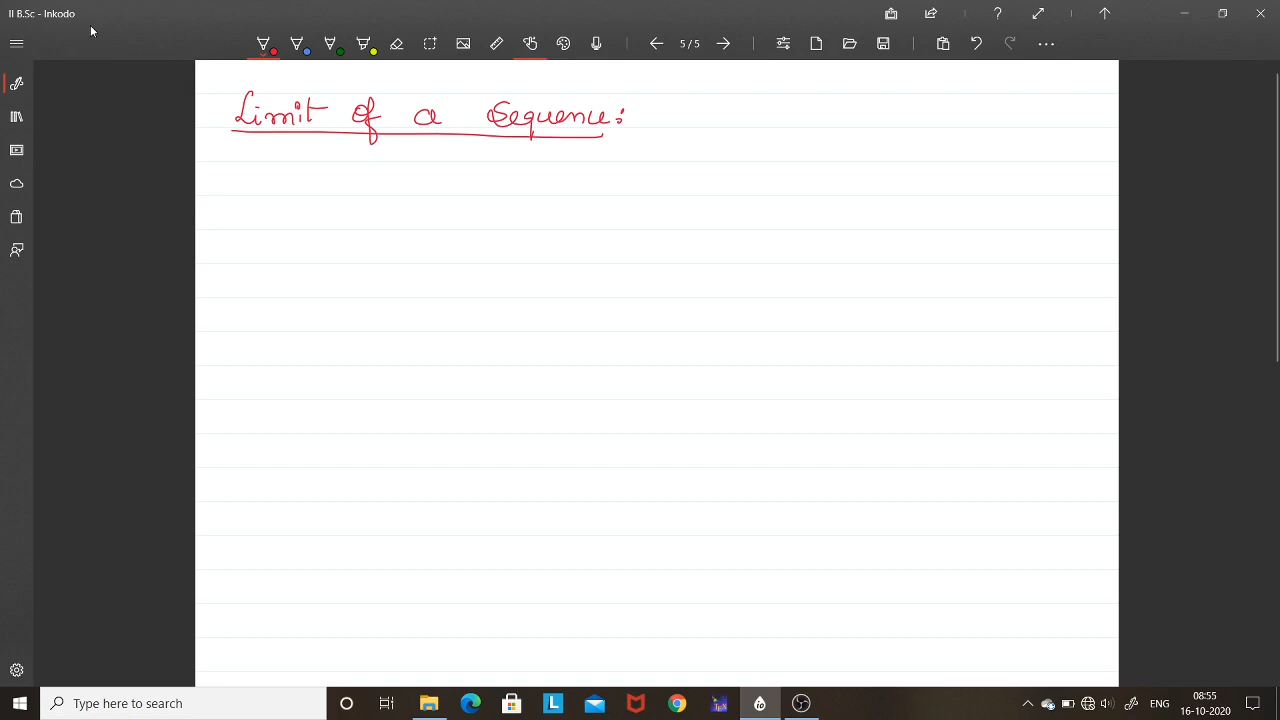 II B.Sc - Inkodo
5/5
Limit of a Sequence:
Type here to search
ENG
08:55
16-10-2020